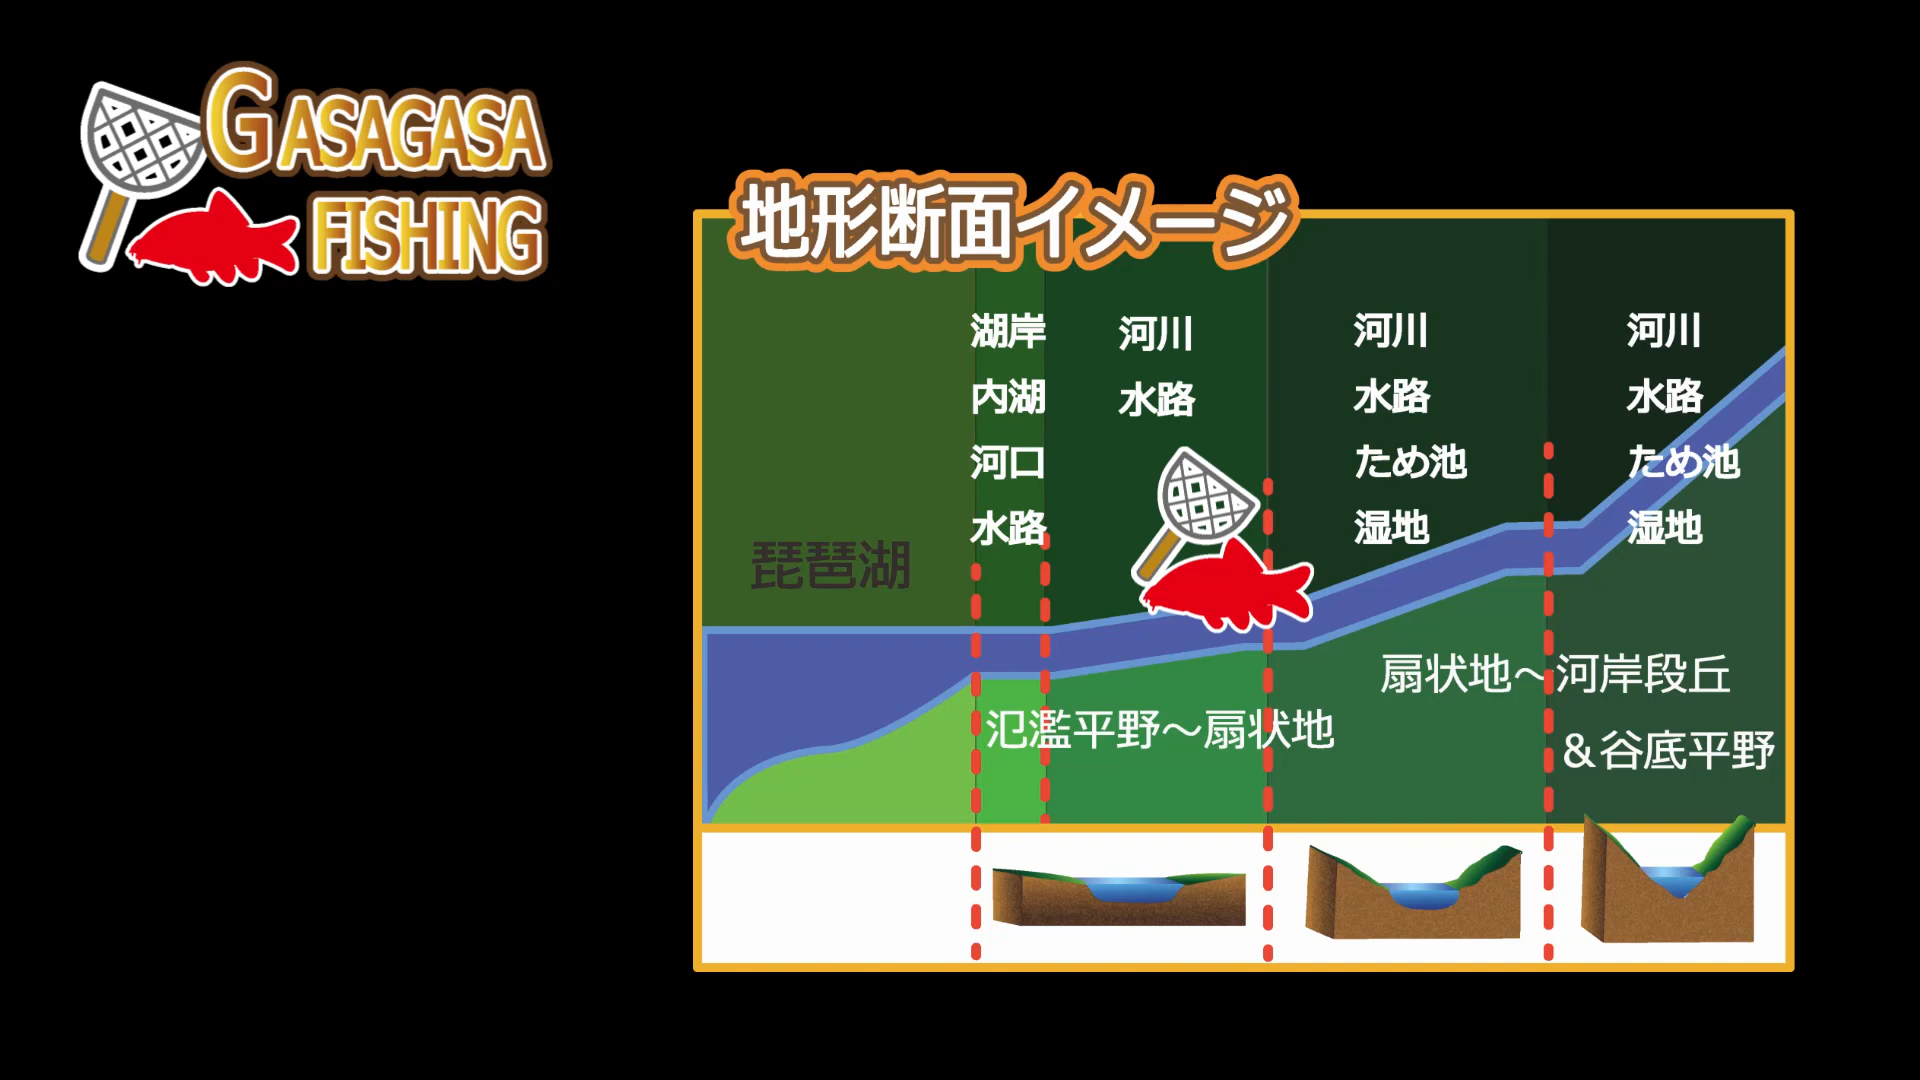 GASAGASA
FISHING
地形断面イメージ
琵琶湖
湖岸
内湖
河口
水路
河川
水路
河川
水路
ため池
湿地
河川
水路
ため池
湿地
氾濫平野～扇状地
扇状地～河岸段丘
＆谷底平野